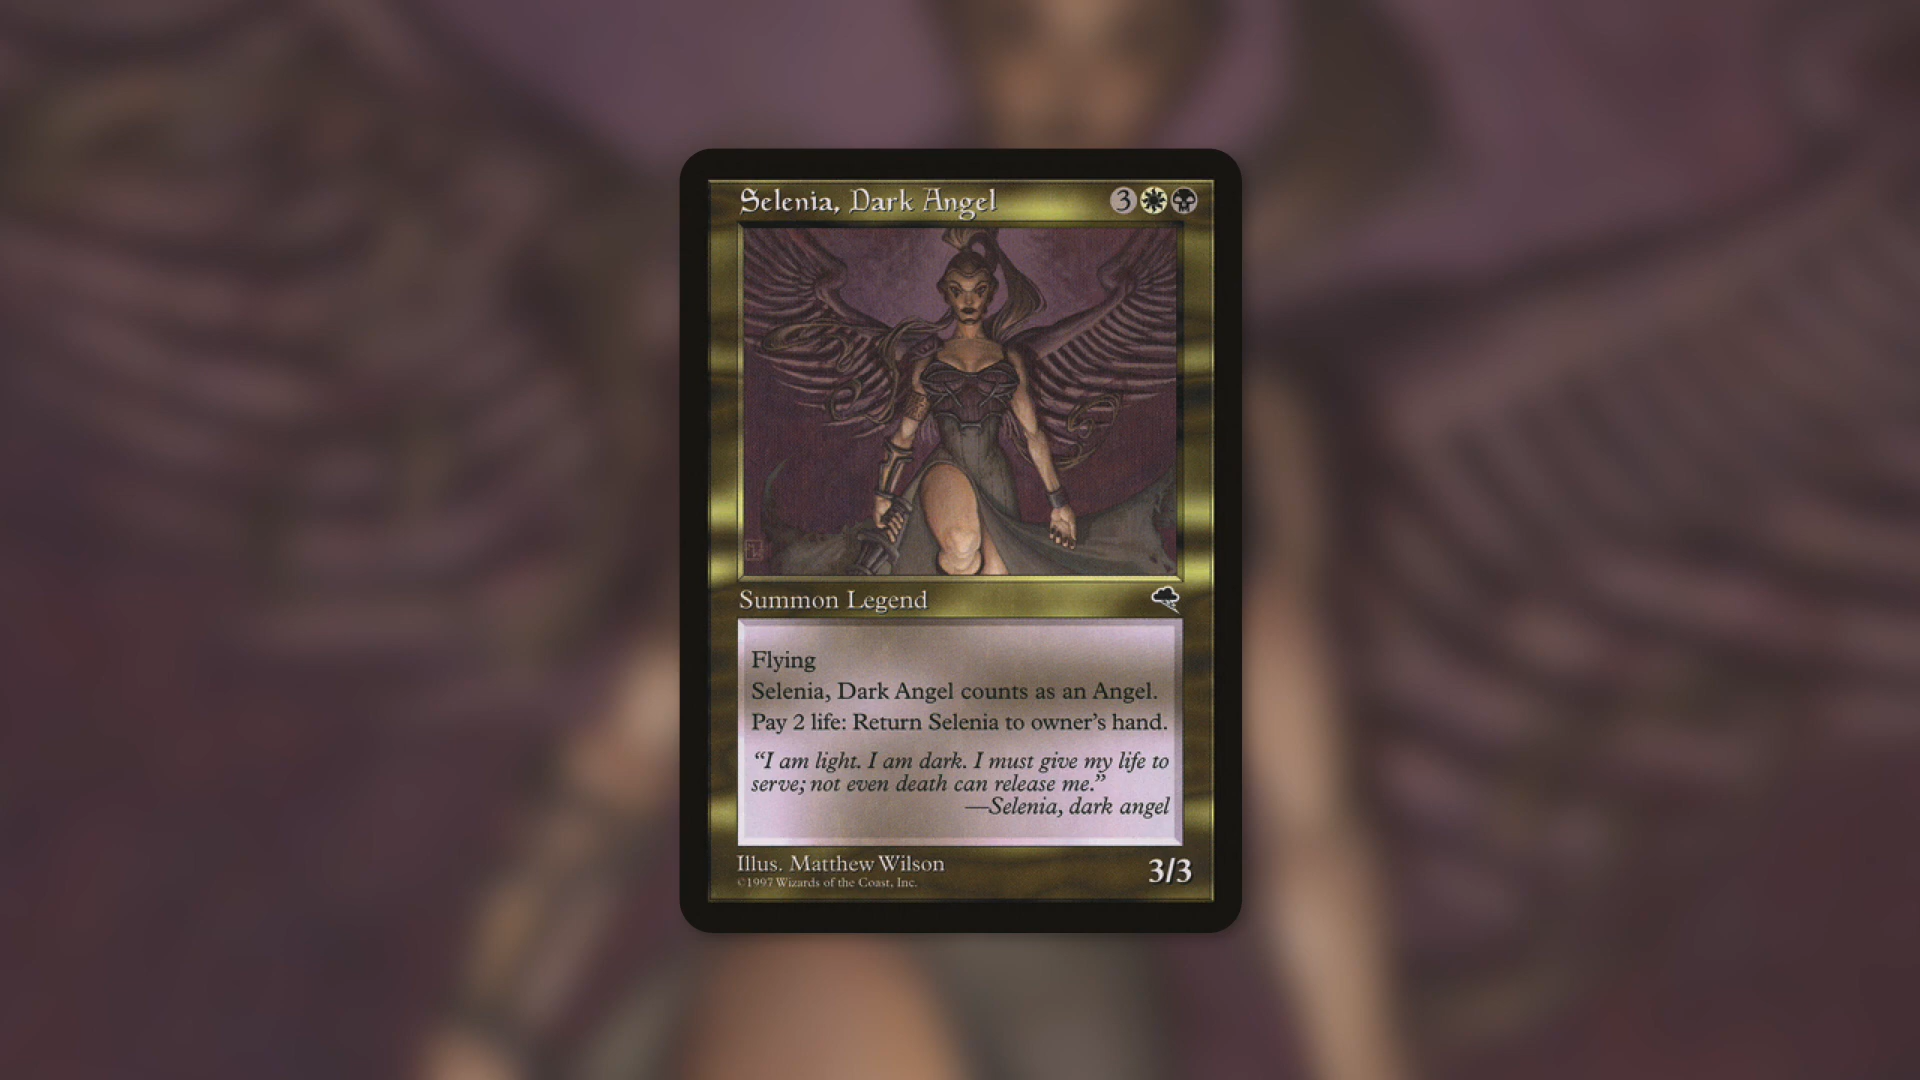 Selenia, Dark Angel 3
Summon Legend
Flying
Selenia, Dark Angel counts as an Angel.
Pay 2 life: Return Selenia to owner's hand.
“I am light. I am dark. I must give my life to
serve; not even death can release me.”
—Selenia, dark angel
Illus. Matthew Wilson
©1997 Wizards of the Coast, Inc.
3/3